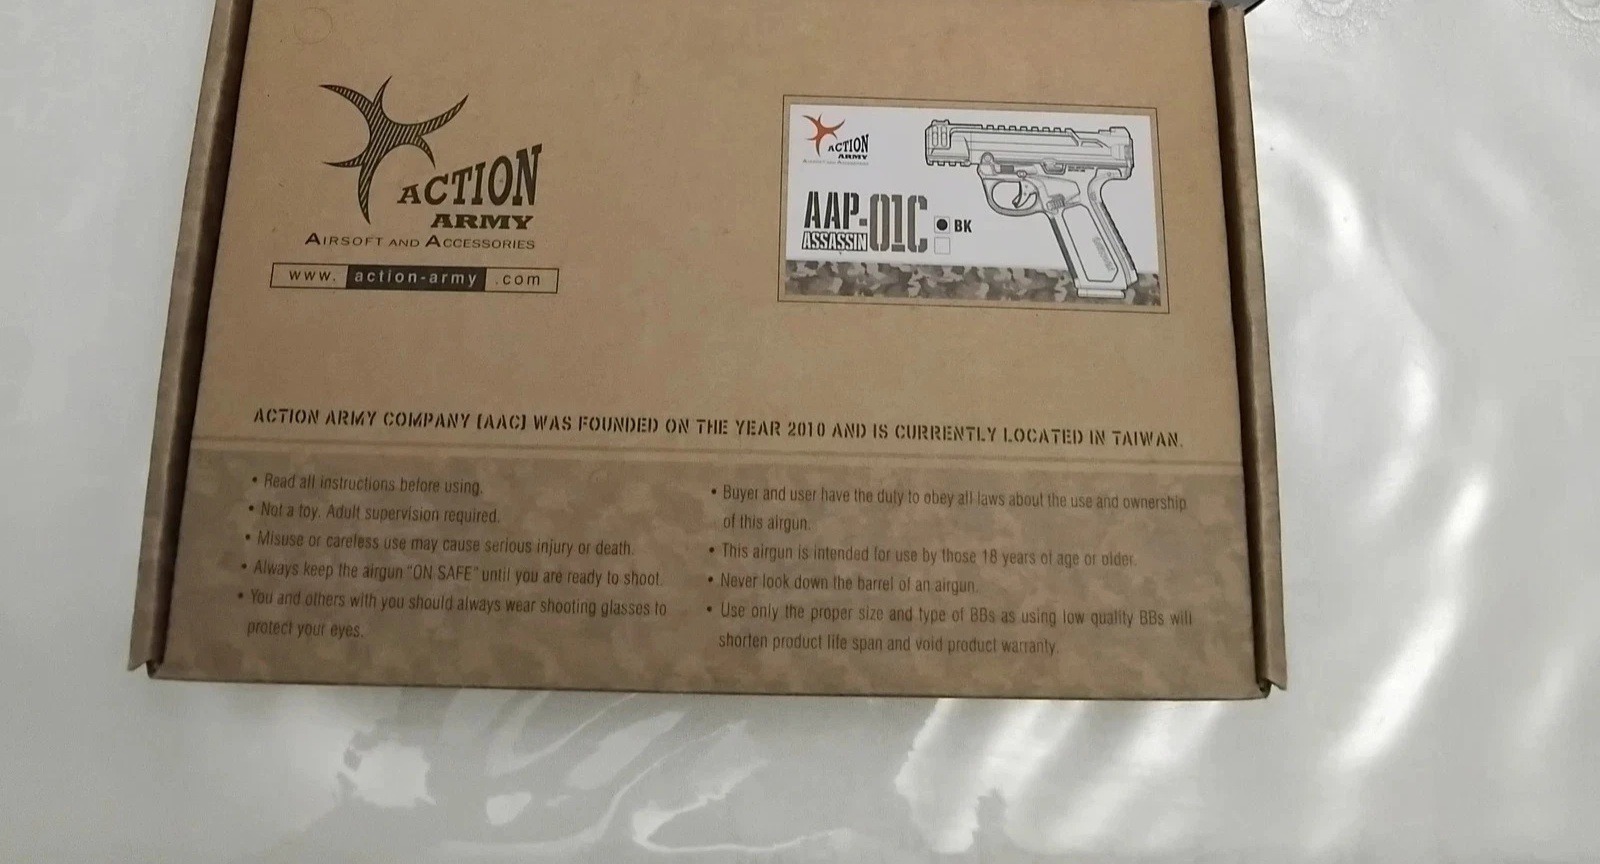 ACTION
ARMY
AIRSOFT AND ACCESSORIES
www. action-army .com
ACTION
ARMY
AIRSOFT AND ACCESSORIES
AAP-01C
ASSASSIN
BK
ACTION ARMY COMPANY [AAC] WAS FOUNDED ON THE YEAR 2010 AND IS CURRENTLY LOCATED IN TAIWAN.
• Read all instructions before using.
• Not a toy. Adult supervision required.
• Misuse or careless use may cause serious injury or death.
• Always keep the airgun "ON SAFE" until you are ready to shoot.
• You and others with you should always wear shooting glasses to
protect your eyes.
• Buyer and user have the duty to obey all laws about the use and ownership
of this airgun.
• This airgun is intended for use by those 18 years of age or older.
• Never look down the barrel of an airgun.
• Use only the proper size and type of BBs as using low quality BBs will
shorten product life span and void product warranty.